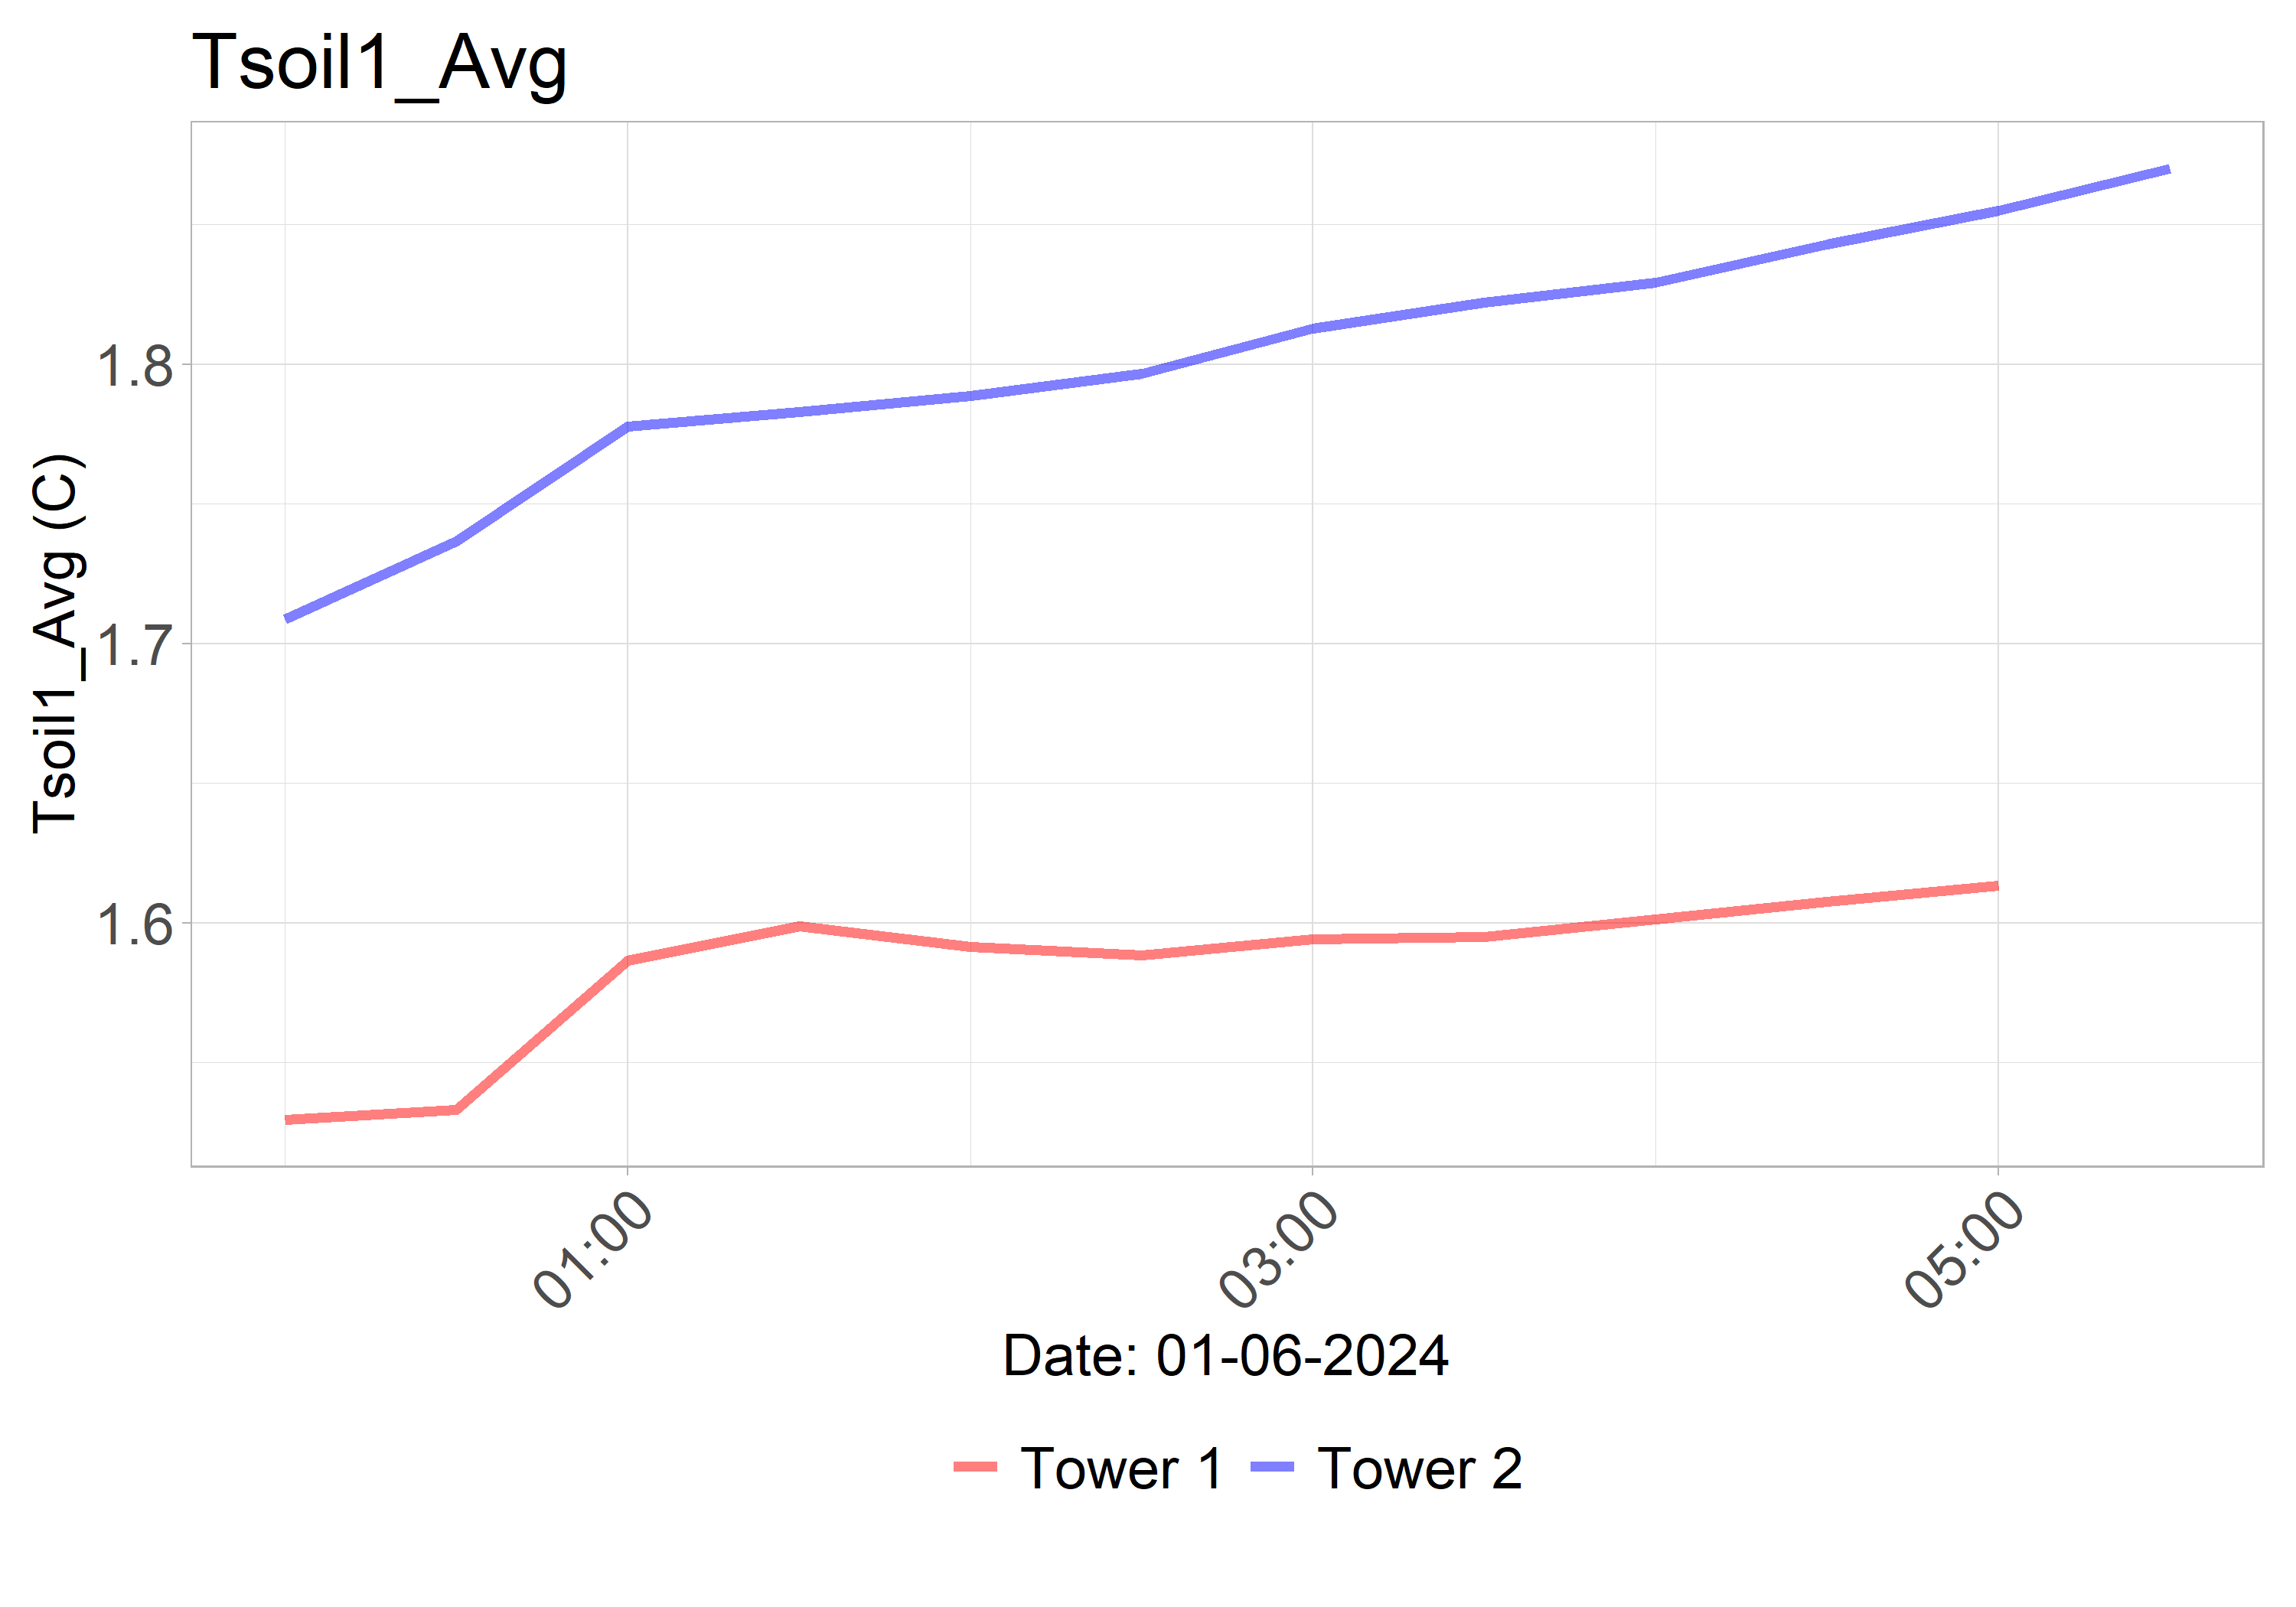 Tsoil1_Avg
Tsoil1_Avg (C)
1.8
1.7
1.6
01:00
03:00
05:00
Date: 01-06-2024
Tower 1
Tower 2